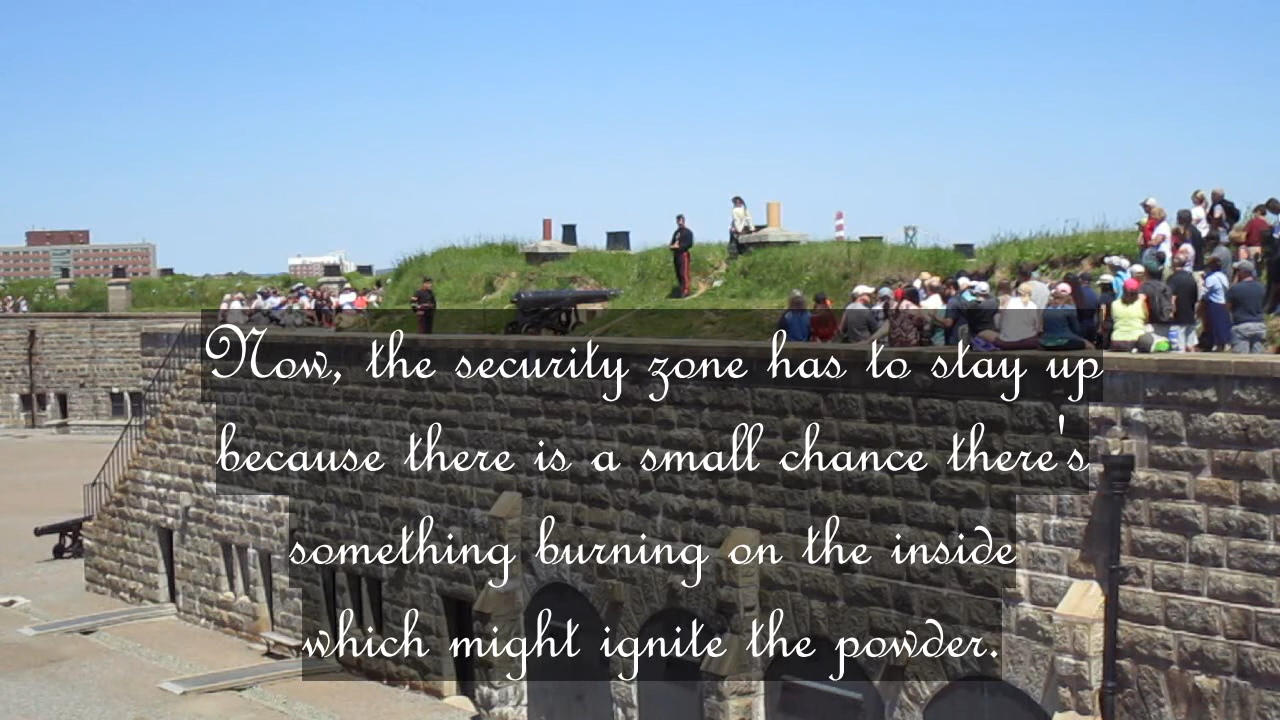 Now, the security zone has to stay up
because there is a small chance there's
something burning on the inside
which might ignite the powder.